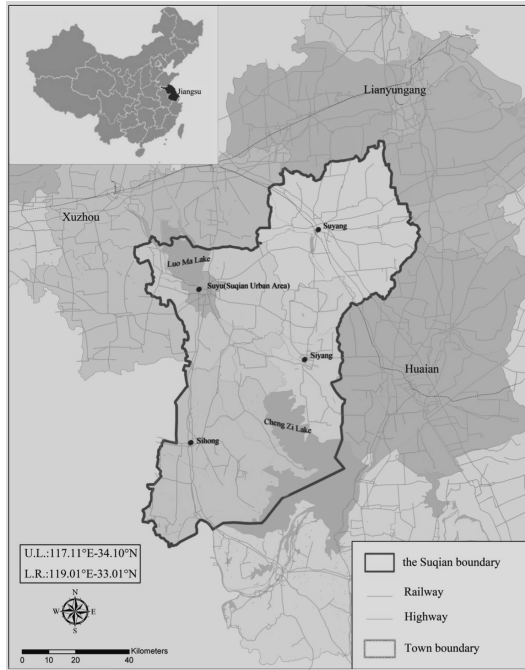 Jiangsu
Lianyungang
Xuzhou
Suyang
Luo Ma Lake
Suyu(Suqian Urban Area)
Siyang
Huaian
Cheng Zi Lake
Sihong
U.L.:117.11°E-34.10°N
L.R.:119.01°E-33.01°N
N
W E
S
Kilometers
0 10 20 40
the Suqian boundary
Railway
Highway
Town boundary